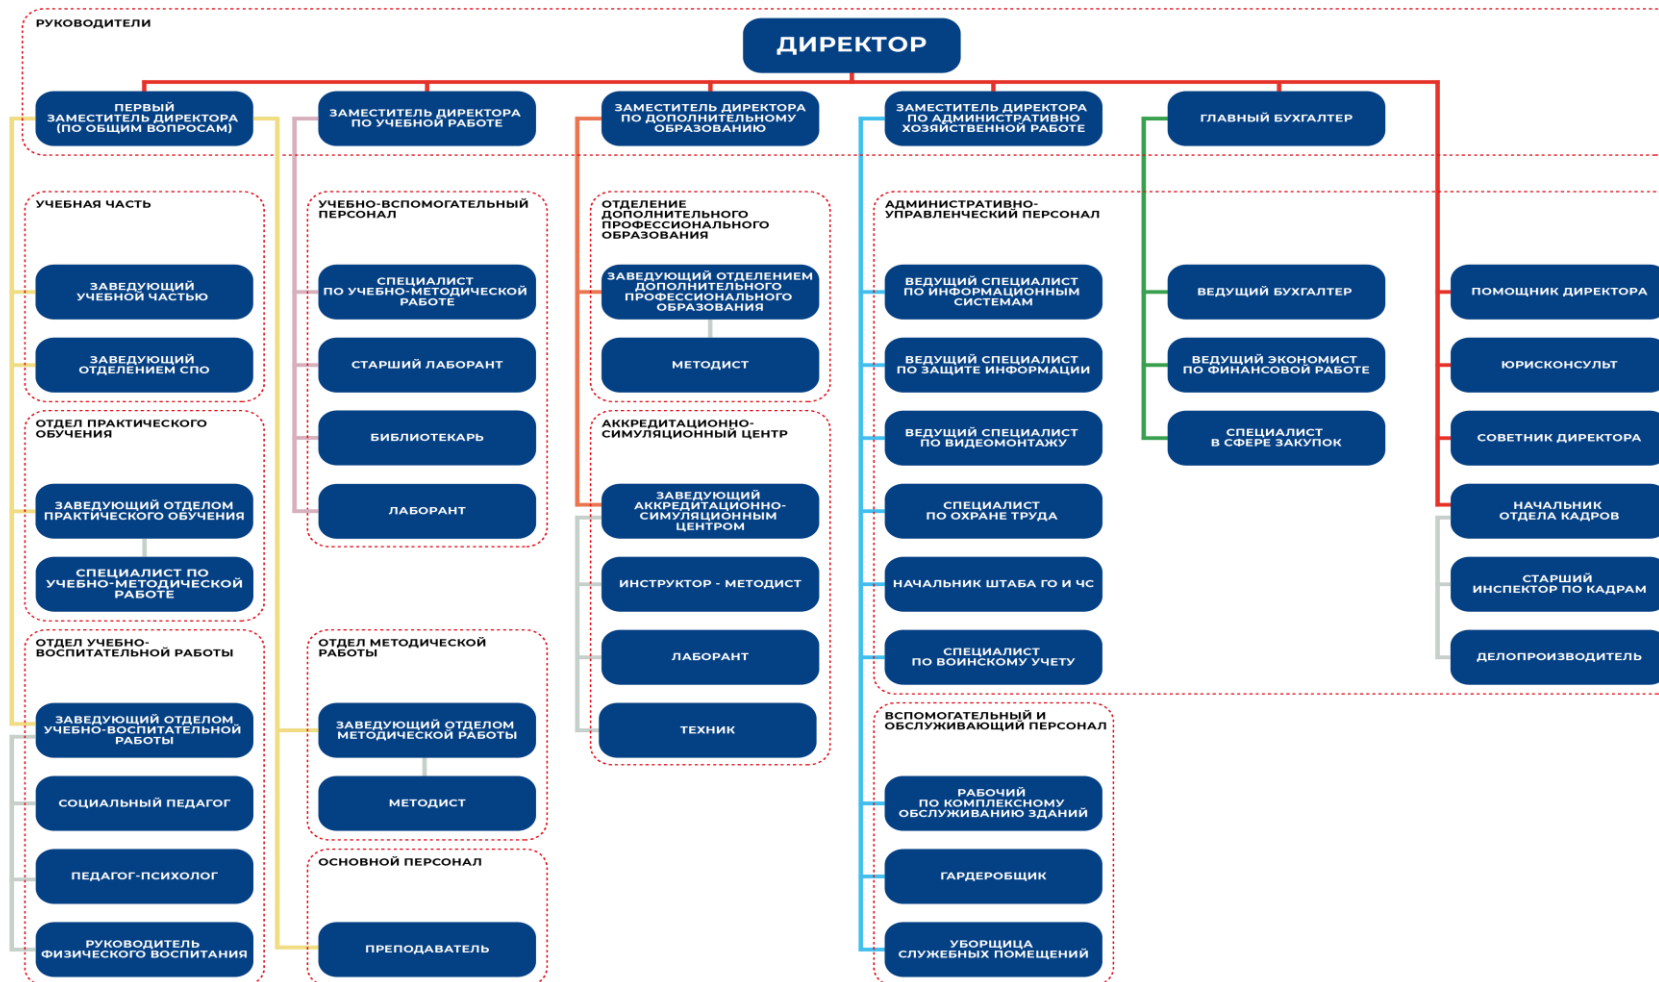 РУКОВОДИТЕЛИ
ДИРЕКТОР
ПЕРВЫЙ
ЗАМЕСТИТЕЛЬ ДИРЕКТОРА
(ПО ОБЩИМ ВОПРОСАМ)
ЗАМЕСТИТЕЛЬ ДИРЕКТОРА
ПО УЧЕБНОЙ РАБОТЕ
ЗАМЕСТИТЕЛЬ ДИРЕКТОРА
ПО ДОПОЛНИТЕЛЬНОМУ
ОБРАЗОВАНИЮ
ЗАМЕСТИТЕЛЬ ДИРЕКТОРА
ПО АДМИНИСТРАТИВНО
ХОЗЯЙСТВЕННОЙ РАБОТЕ
ГЛАВНЫЙ БУХГАЛТЕР
УЧЕБНАЯ ЧАСТЬ
ЗАВЕДУЮЩИЙ
УЧЕБНОЙ ЧАСТЬЮ
ЗАВЕДУЮЩИЙ
ОТДЕЛЕНИЕМ СПО
ОТДЕЛ ПРАКТИЧЕСКОГО
ОБУЧЕНИЯ
ЗАВЕДУЮЩИЙ ОТДЕЛОМ
ПРАКТИЧЕСКОГО ОБУЧЕНИЯ
СПЕЦИАЛИСТ ПО
УЧЕБНО-МЕТОДИЧЕСКОЙ
РАБОТЕ
ОТДЕЛ УЧЕБНО-
ВОСПИТАТЕЛЬНОЙ РАБОТЫ
ЗАВЕДУЮЩИЙ ОТДЕЛОМ
УЧЕБНО-ВОСПИТАТЕЛЬНОЙ
РАБОТЫ
СОЦИАЛЬНЫЙ ПЕДАГОГ
ПЕДАГОГ-ПСИХОЛОГ
РУКОВОДИТЕЛЬ
ФИЗИЧЕСКОГО ВОСПИТАНИЯ
УЧЕБНО-ВСПОМОГАТЕЛЬНЫЙ
ПЕРСОНАЛ
СПЕЦИАЛИСТ
ПО УЧЕБНО-МЕТОДИЧЕСКОЙ
РАБОТЕ
СТАРШИЙ ЛАБОРАНТ
БИБЛИОТЕКАРЬ
ЛАБОРАНТ
ОТДЕЛ МЕТОДИЧЕСКОЙ
РАБОТЫ
ЗАВЕДУЮЩИЙ ОТДЕЛОМ
МЕТОДИЧЕСКОЙ РАБОТЫ
МЕТОДИСТ
ОСНОВНОЙ ПЕРСОНАЛ
ПРЕПОДАВАТЕЛЬ
ОТДЕЛЕНИЕ
ДОПОЛНИТЕЛЬНОГО
ПРОФЕССИОНАЛЬНОГО
ОБРАЗОВАНИЯ
ЗАВЕДУЮЩИЙ ОТДЕЛЕНИЕМ
ДОПОЛНИТЕЛЬНОГО
ПРОФЕССИОНАЛЬНОГО
ОБРАЗОВАНИЯ
МЕТОДИСТ
АККРЕДИТАЦИОННО-
СИМУЛЯЦИОННЫЙ ЦЕНТР
ЗАВЕДУЮЩИЙ
АККРЕДИТАЦИОННО-
СИМУЛЯЦИОННЫМ
ЦЕНТРОМ
ИНСТРУКТОР - МЕТОДИСТ
ЛАБОРАНТ
ТЕХНИК
АДМИНИСТРАТИВНО-
УПРАВЛЕНЧЕСКИЙ ПЕРСОНАЛ
ВЕДУЩИЙ СПЕЦИАЛИСТ
ПО ИНФОРМАЦИОННЫМ
СИСТЕМАМ
ВЕДУЩИЙ СПЕЦИАЛИСТ
ПО ЗАЩИТЕ ИНФОРМАЦИИ
ВЕДУЩИЙ СПЕЦИАЛИСТ
ПО ВИДЕОМОНТАЖУ
СПЕЦИАЛИСТ
ПО ОХРАНЕ ТРУДА
НАЧАЛЬНИК ШТАБА ГО И ЧС
СПЕЦИАЛИСТ
ПО ВОИНСКОМУ УЧЕТУ
ВСПОМОГАТЕЛЬНЫЙ И
ОБСЛУЖИВАЮЩИЙ ПЕРСОНАЛ
РАБОЧИЙ
ПО КОМПЛЕКСНОМУ
ОБСЛУЖИВАНИЮ ЗДАНИЙ
ГАРДЕРОБЩИК
УБОРЩИЦА
СЛУЖЕБНЫХ ПОМЕЩЕНИЙ
ВЕДУЩИЙ БУХГАЛТЕР
ВЕДУЩИЙ ЭКОНОМИСТ
ПО ФИНАНСОВОЙ РАБОТЕ
СПЕЦИАЛИСТ
В СФЕРЕ ЗАКУПОК
ПОМОЩНИК ДИРЕКТОРА
ЮРИСКОНСУЛЬТ
СОВЕТНИК ДИРЕКТОРА
НАЧАЛЬНИК
ОТДЕЛА КАДРОВ
СТАРШИЙ
ИНСПЕКТОР ПО КАДРАМ
ДЕЛОПРОИЗВОДИТЕЛЬ